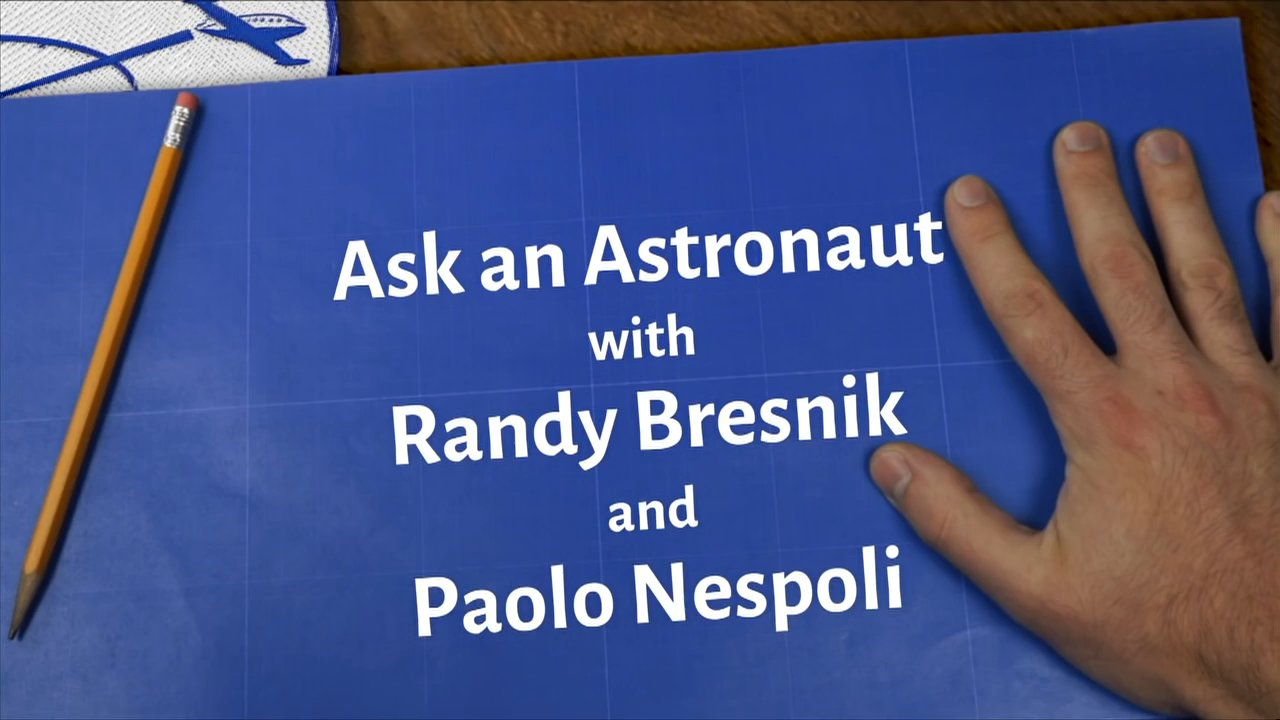 Ask an Astronaut
with
Randy Bresnik
and
Paolo Nespoli